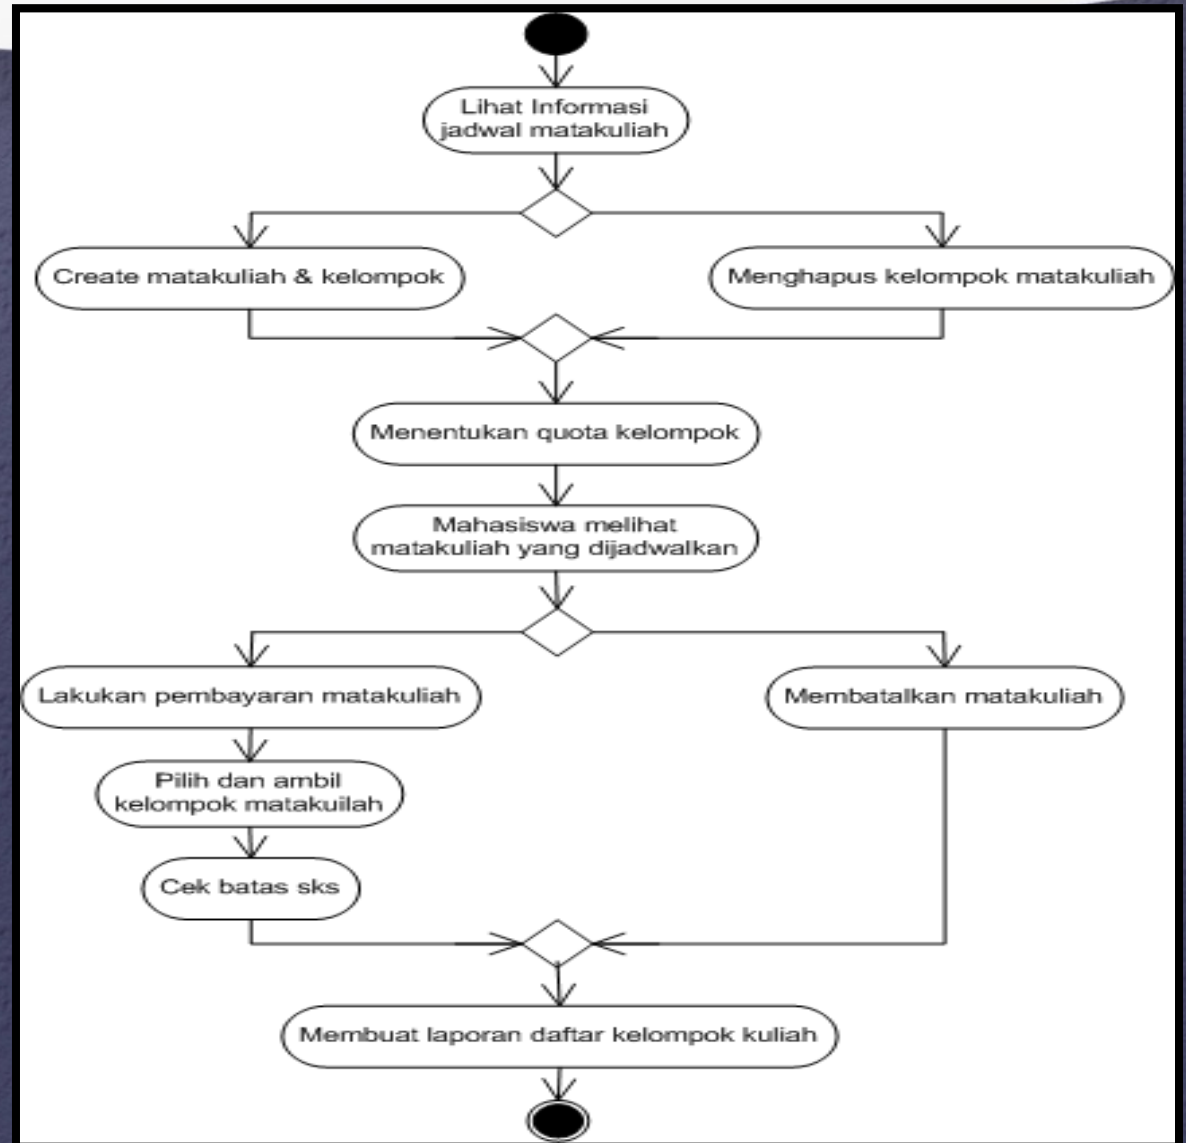 Lihat Informasi
jadwal matakuliah
Create matakuliah & kelompok
Menghapus kelompok matakuliah
Menentukan quota kelompok
Mahasiswa melihat
matakuliah yang dijadwalkan
Lakukan pembayaran matakuliah
Membatalkan matakuliah
Pilih dan ambil
kelompok matakuilah
Cek batas sks
Membuat laporan daftar kelompok kuliah